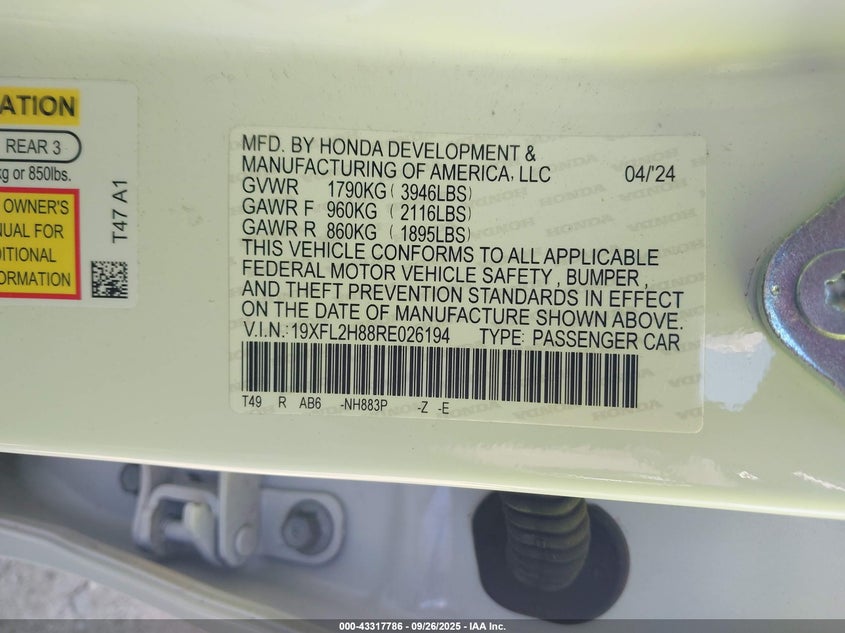 ATION
REAR 3
kg or 850lbs.
OWNER'S
NUAL FOR
DITIONAL
FORMATION
T47 A1
MFD. BY HONDA DEVELOPMENT &
MANUFACTURING OF AMERICA, LLC 04/'24
GVWR 1790KG (3946LBS)
GAWR F 960KG (2116LBS)
GAWR R 860KG (1895LBS)
THIS VEHICLE CONFORMS TO ALL APPLICABLE
FEDERAL MOTOR VEHICLE SAFETY , BUMPER ,
AND THEFT PREVENTION STANDARDS IN EFFECT
ON THE DATE OF MANUFACTURE SHOWN ABOVE.
V.I.N.:19XFL2H88RE026194 TYPE: PASSENGER CAR
T49 R AB6 -NH883P -Z -E
000-43317786 - 09/26/2025 - IAA Inc.